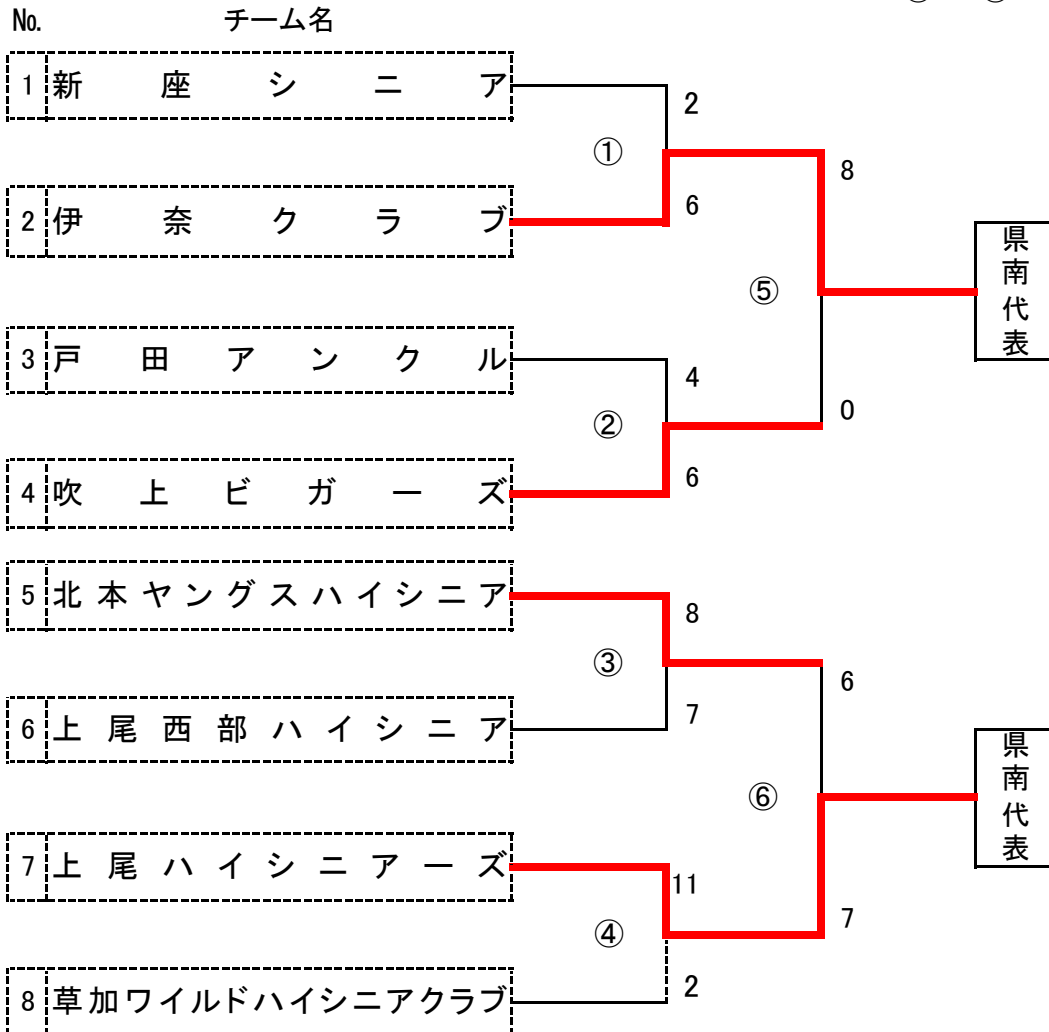 No. チーム名
1 新座シニア
2
①
8
2 伊奈クラブ
6
県南代表
⑤
3 戸田アンクル
4
0
②
4 吹上ビガーズ
6
5 北本ヤングスハイシニア
8
③
6
6 上尾西部ハイシニア
7
県南代表
⑥
7 上尾ハイシニアーズ
11
7
④
8 草加ワイルドハイシニアクラブ
2